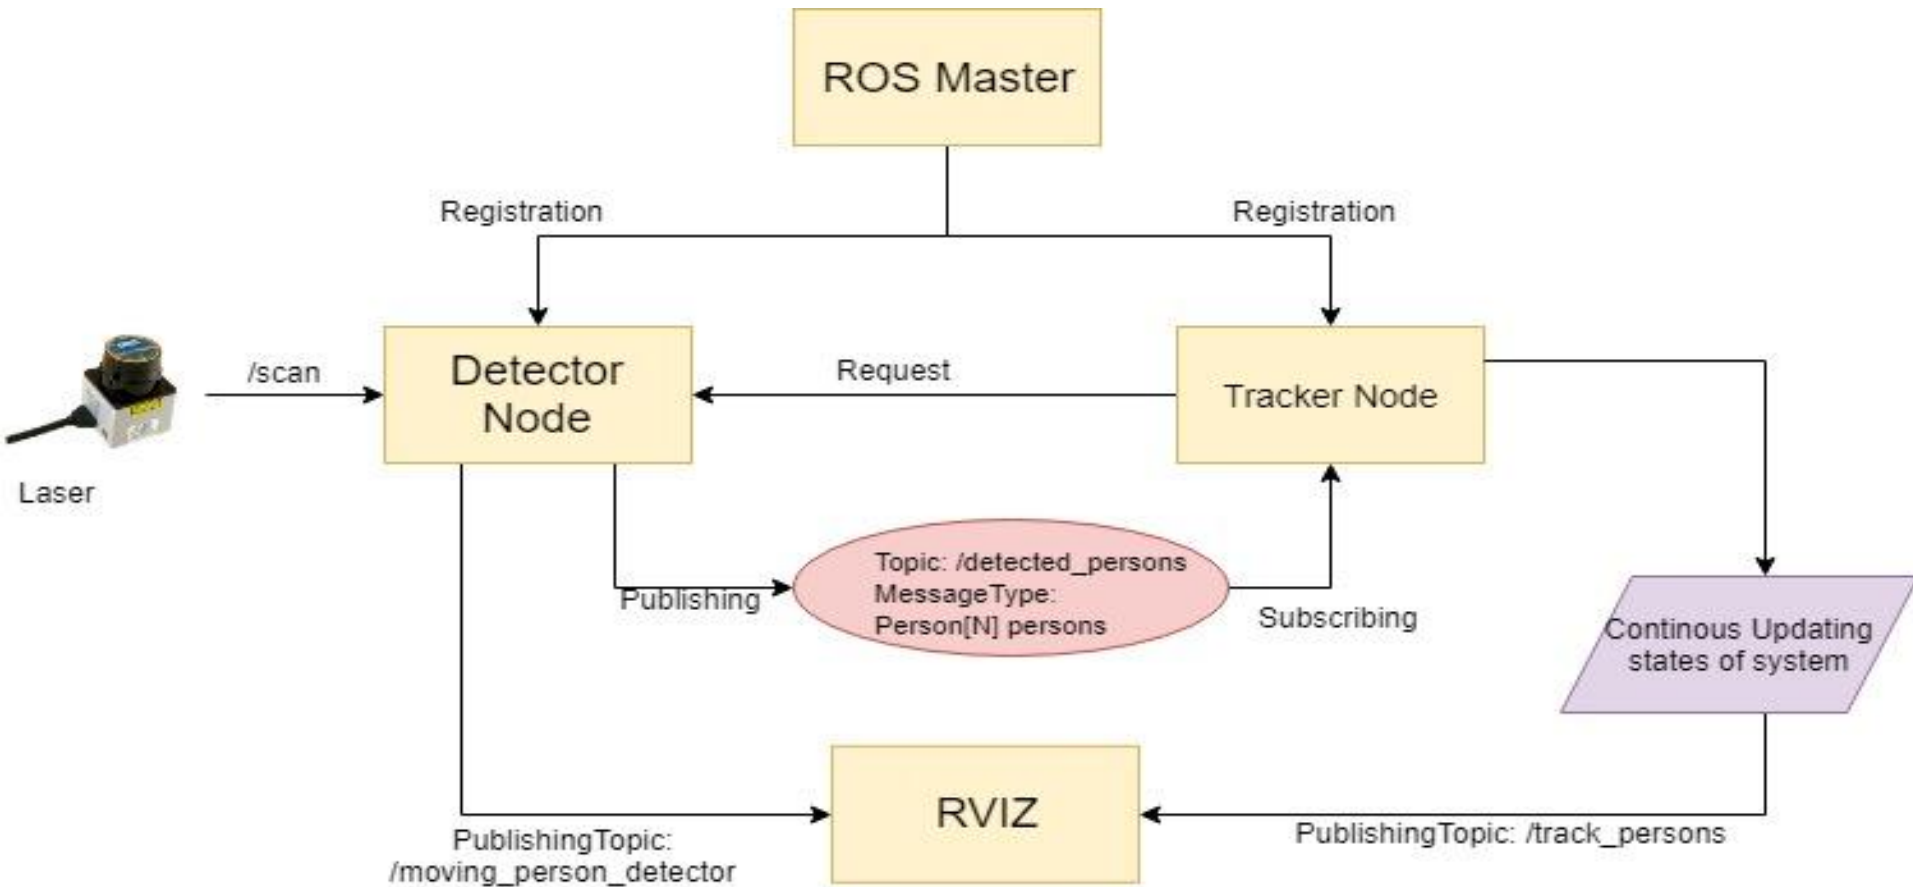 ROS Master
Registration
Registration
/scan
Detector
Node
Request
Tracker Node
Laser
Topic: /detected_persons
MessageType:
Person[N] persons
Publishing
Subscribing
Continous Updating
states of system
RVIZ
PublishingTopic:
/moving_person_detector
PublishingTopic: /track_persons